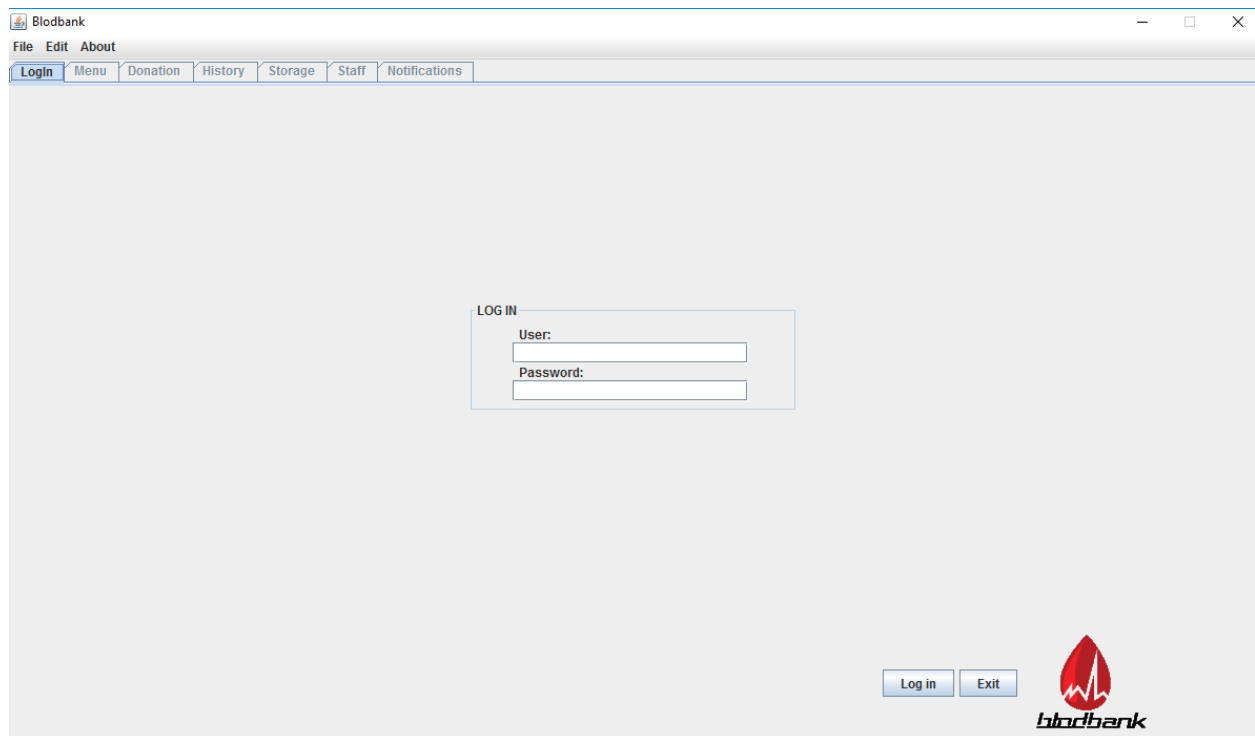 Blodbank
File Edit About
LogIn Menu Donation History Storage Staff Notifications
LOG IN
User:
Password:
Log in Exit
blodbank